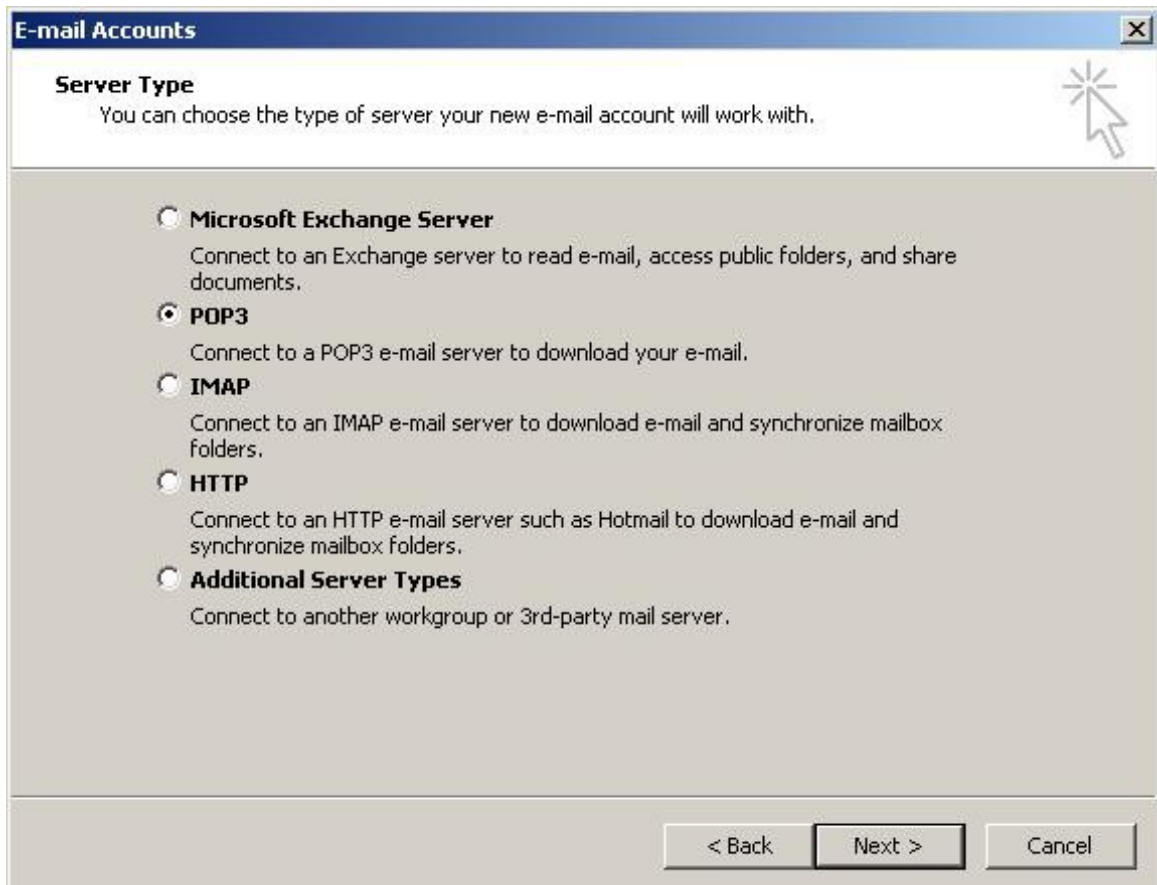 E-mail Accounts
Server Type
You can choose the type of server your new e-mail account will work with.
Microsoft Exchange Server
Connect to an Exchange server to read e-mail, access public folders, and share
documents.
POP3
Connect to a POP3 e-mail server to download your e-mail.
IMAP
Connect to an IMAP e-mail server to download e-mail and synchronize mailbox
folders.
HTTP
Connect to an HTTP e-mail server such as Hotmail to download e-mail and
synchronize mailbox folders.
Additional Server Types
Connect to another workgroup or 3rd-party mail server.
< Back Next > Cancel